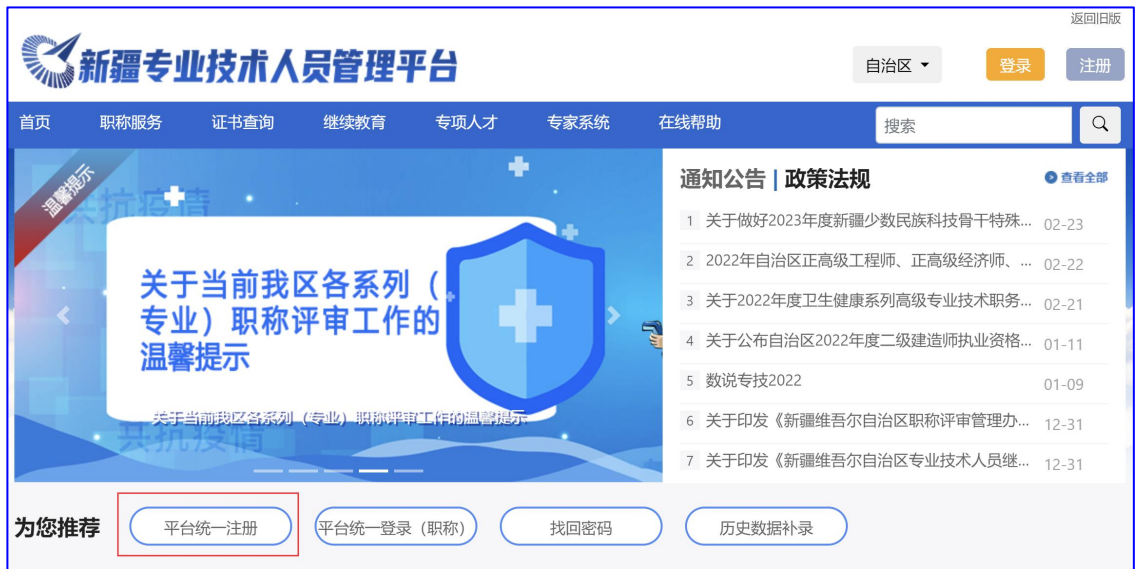 返回旧版
新疆专业技术人员管理平台
自治区
登录
注册
首页
职称服务
证书查询
继续教育
专项人才
专家系统
在线帮助
搜索
温馨提示
共抗疫情
关于当前我区各系列（
专业）职称评审工作的
温馨提示
关于当前我区各系列（专业）职称评审工作的温馨提示
共抗疫情
通知公告 | 政策法规
查看全部
1 关于做好2023年度新疆少数民族科技骨干特殊... 02-23
2 2022年自治区正高级工程师、正高级经济师、 ... 02-22
3 关于2022年度卫生健康系列高级专业技术职务... 02-21
4 关于公布自治区2022年度二级建造师执业资格... 01-11
5 数说专技2022 01-09
6 关于印发《新疆维吾尔自治区职称评审管理办... 12-31
7 关于印发《新疆维吾尔自治区专业技术人员继... 12-31
为您推荐
平台统一注册
平台统一登录（职称）
找回密码
历史数据补录